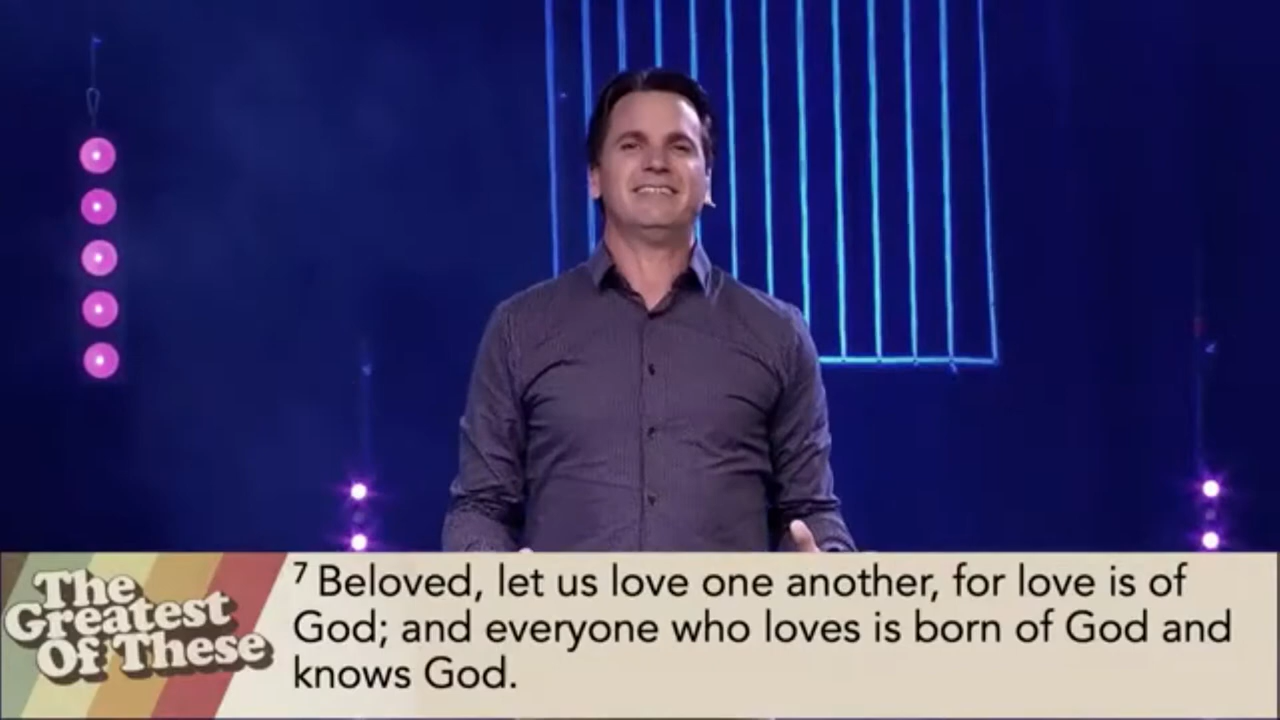 The
Greatest
Of These
⁷ Beloved, let us love one another, for love is of
God; and everyone who loves is born of God and
knows God.